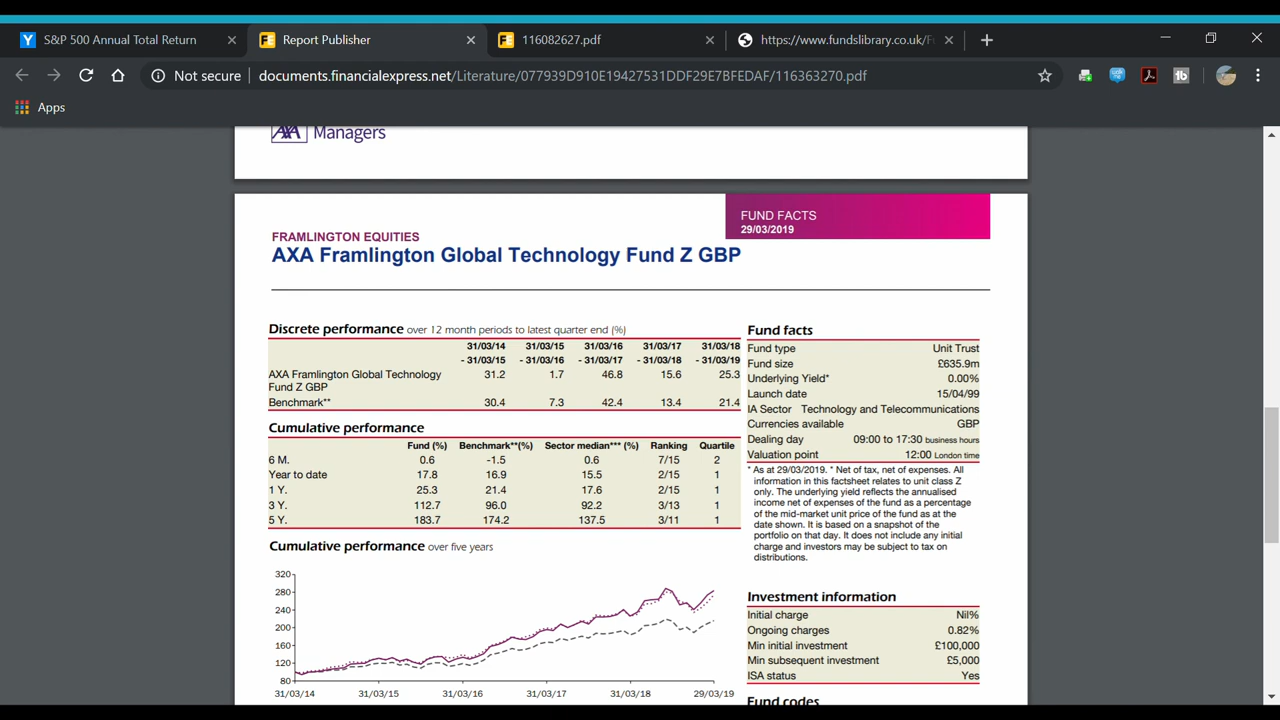 S&P 500 Annual Total Return
Report Publisher
116082627.pdf
https://www.fundslibrary.co.uk/F
Not secure | documents.financialexpress.net/Literature/077939D910E19427531DDF29E7BFEDAF/116363270.pdf
Apps
AXA Managers
FUND FACTS
29/03/2019
FRAMLINGTON EQUITIES
AXA Framlington Global Technology Fund Z GBP
Discrete performance over 12 month periods to latest quarter end (%)
31/03/14 31/03/15 31/03/16 31/03/17 31/03/18
- 31/03/15 - 31/03/16 - 31/03/17 - 31/03/18 - 31/03/19
AXA Framlington Global Technology 31.2 1.7 46.8 15.6 25.3
Fund Z GBP
Benchmark** 30.4 7.3 42.4 13.4 21.4
Cumulative performance
Fund (%) Benchmark**(%) Sector median*** (%) Ranking Quartile
6 M. 0.6 -1.5 0.6 7/15 2
Year to date 17.8 16.9 15.5 2/15 1
1 Y. 25.3 21.4 17.6 2/15 1
3 Y. 112.7 96.0 92.2 3/13 1
5 Y. 183.7 174.2 137.5 3/11 1
Cumulative performance over five years
320
280
240
200
160
120
80
31/03/14 31/03/15 31/03/16 31/03/17 31/03/18 29/03/19
Fund facts
Fund type Unit Trust
Fund size £635.9m
Underlying Yield* 0.00%
Launch date 15/04/99
IA Sector Technology and Telecommunications
Currencies available GBP
Dealing day 09:00 to 17:30 business hours
Valuation point 12:00 London time
* As at 29/03/2019. * Net of tax, net of expenses. All
information in this factsheet relates to unit class Z
only. The underlying yield reflects the annualised
income net of expenses of the fund as a percentage
of the mid-market unit price of the fund as at the
date shown. It is based on a snapshot of the
portfolio on that day. It does not include any initial
charge and investors may be subject to tax on
distributions.
Investment information
Initial charge Nil%
Ongoing charges 0.82%
Min initial investment £100,000
Min subsequent investment £5,000
ISA status Yes
Fund codes